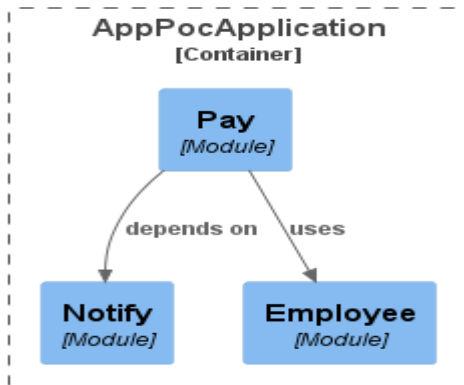 AppPocApplication
[Container]
Pay
[Module]
depends on
uses
Notify
[Module]
Employee
[Module]